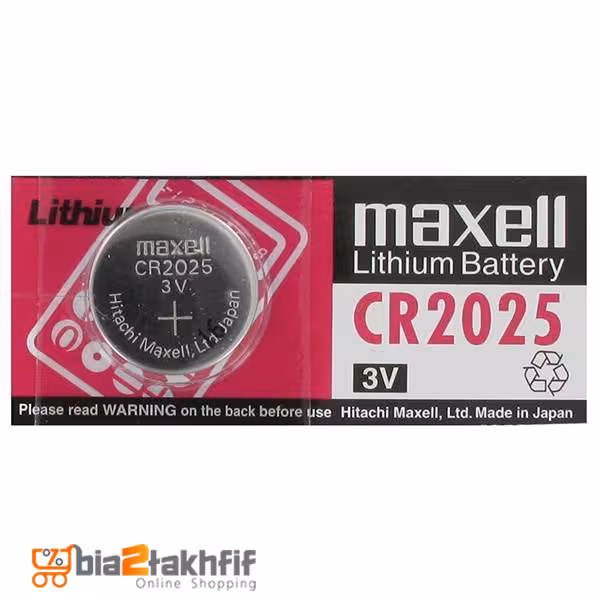 Lithiu
maxell
CR2025
3V
+
Hitachi Maxell, Ltd. Japan
maxell
Lithium Battery
CR2025
3V
Please read WARNING on the back before use
Hitachi Maxell, Ltd. Made in Japan
bia2takhfif
Online Shopping